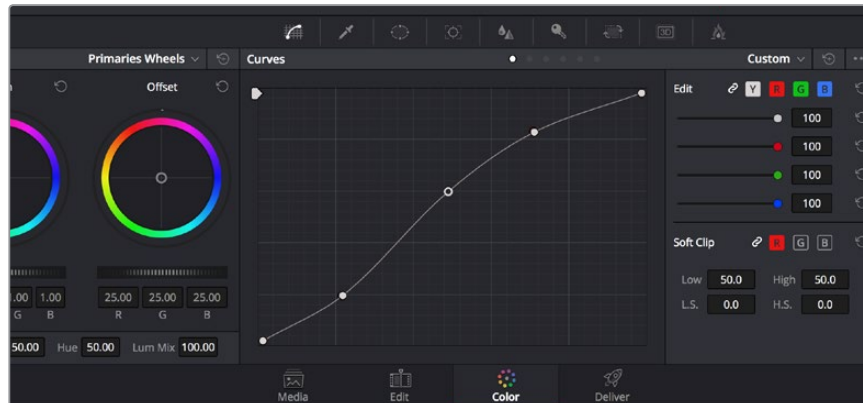 3D
Primaries Wheels
Curves
Custom
Offset
Edit
Y R G B
100
100
100
100
Soft Clip
R G B
Low 50.0 High 50.0
L.S. 0.0 H.S. 0.0
.00 1.00
G B
25.00 25.00 25.00
R G B
50.00 Hue 50.00 Lum Mix 100.00
Media
Edit
Color
Deliver